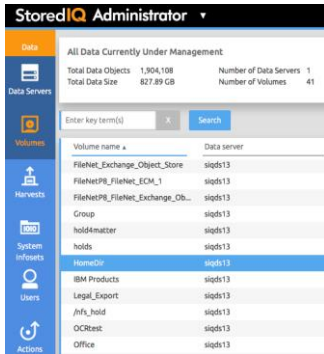 StoredIQ Administrator
Data
All Data Currently Under Management
Total Data Objects 1,904,108 Number of Data Servers 1
Total Data Size 827.89 GB Number of Volumes 41
Data Servers
Enter key term(s) X Search
Volumes
Volume name Data server
FileNet_Exchange_Object_Store siqds13
FileNetP8_FileNet_ECM_1 siqds13
FileNetP8_FileNet_Exchange_Ob... siqds13
Harvests
Group siqds13
hold4matter siqds13
holds siqds13
System Infosets
HomeDir siqds13
IBM Products siqds13
Users
Legal_Export siqds13
/nfs_hold siqds13
OCRtest siqds13
Office siqds13
Actions